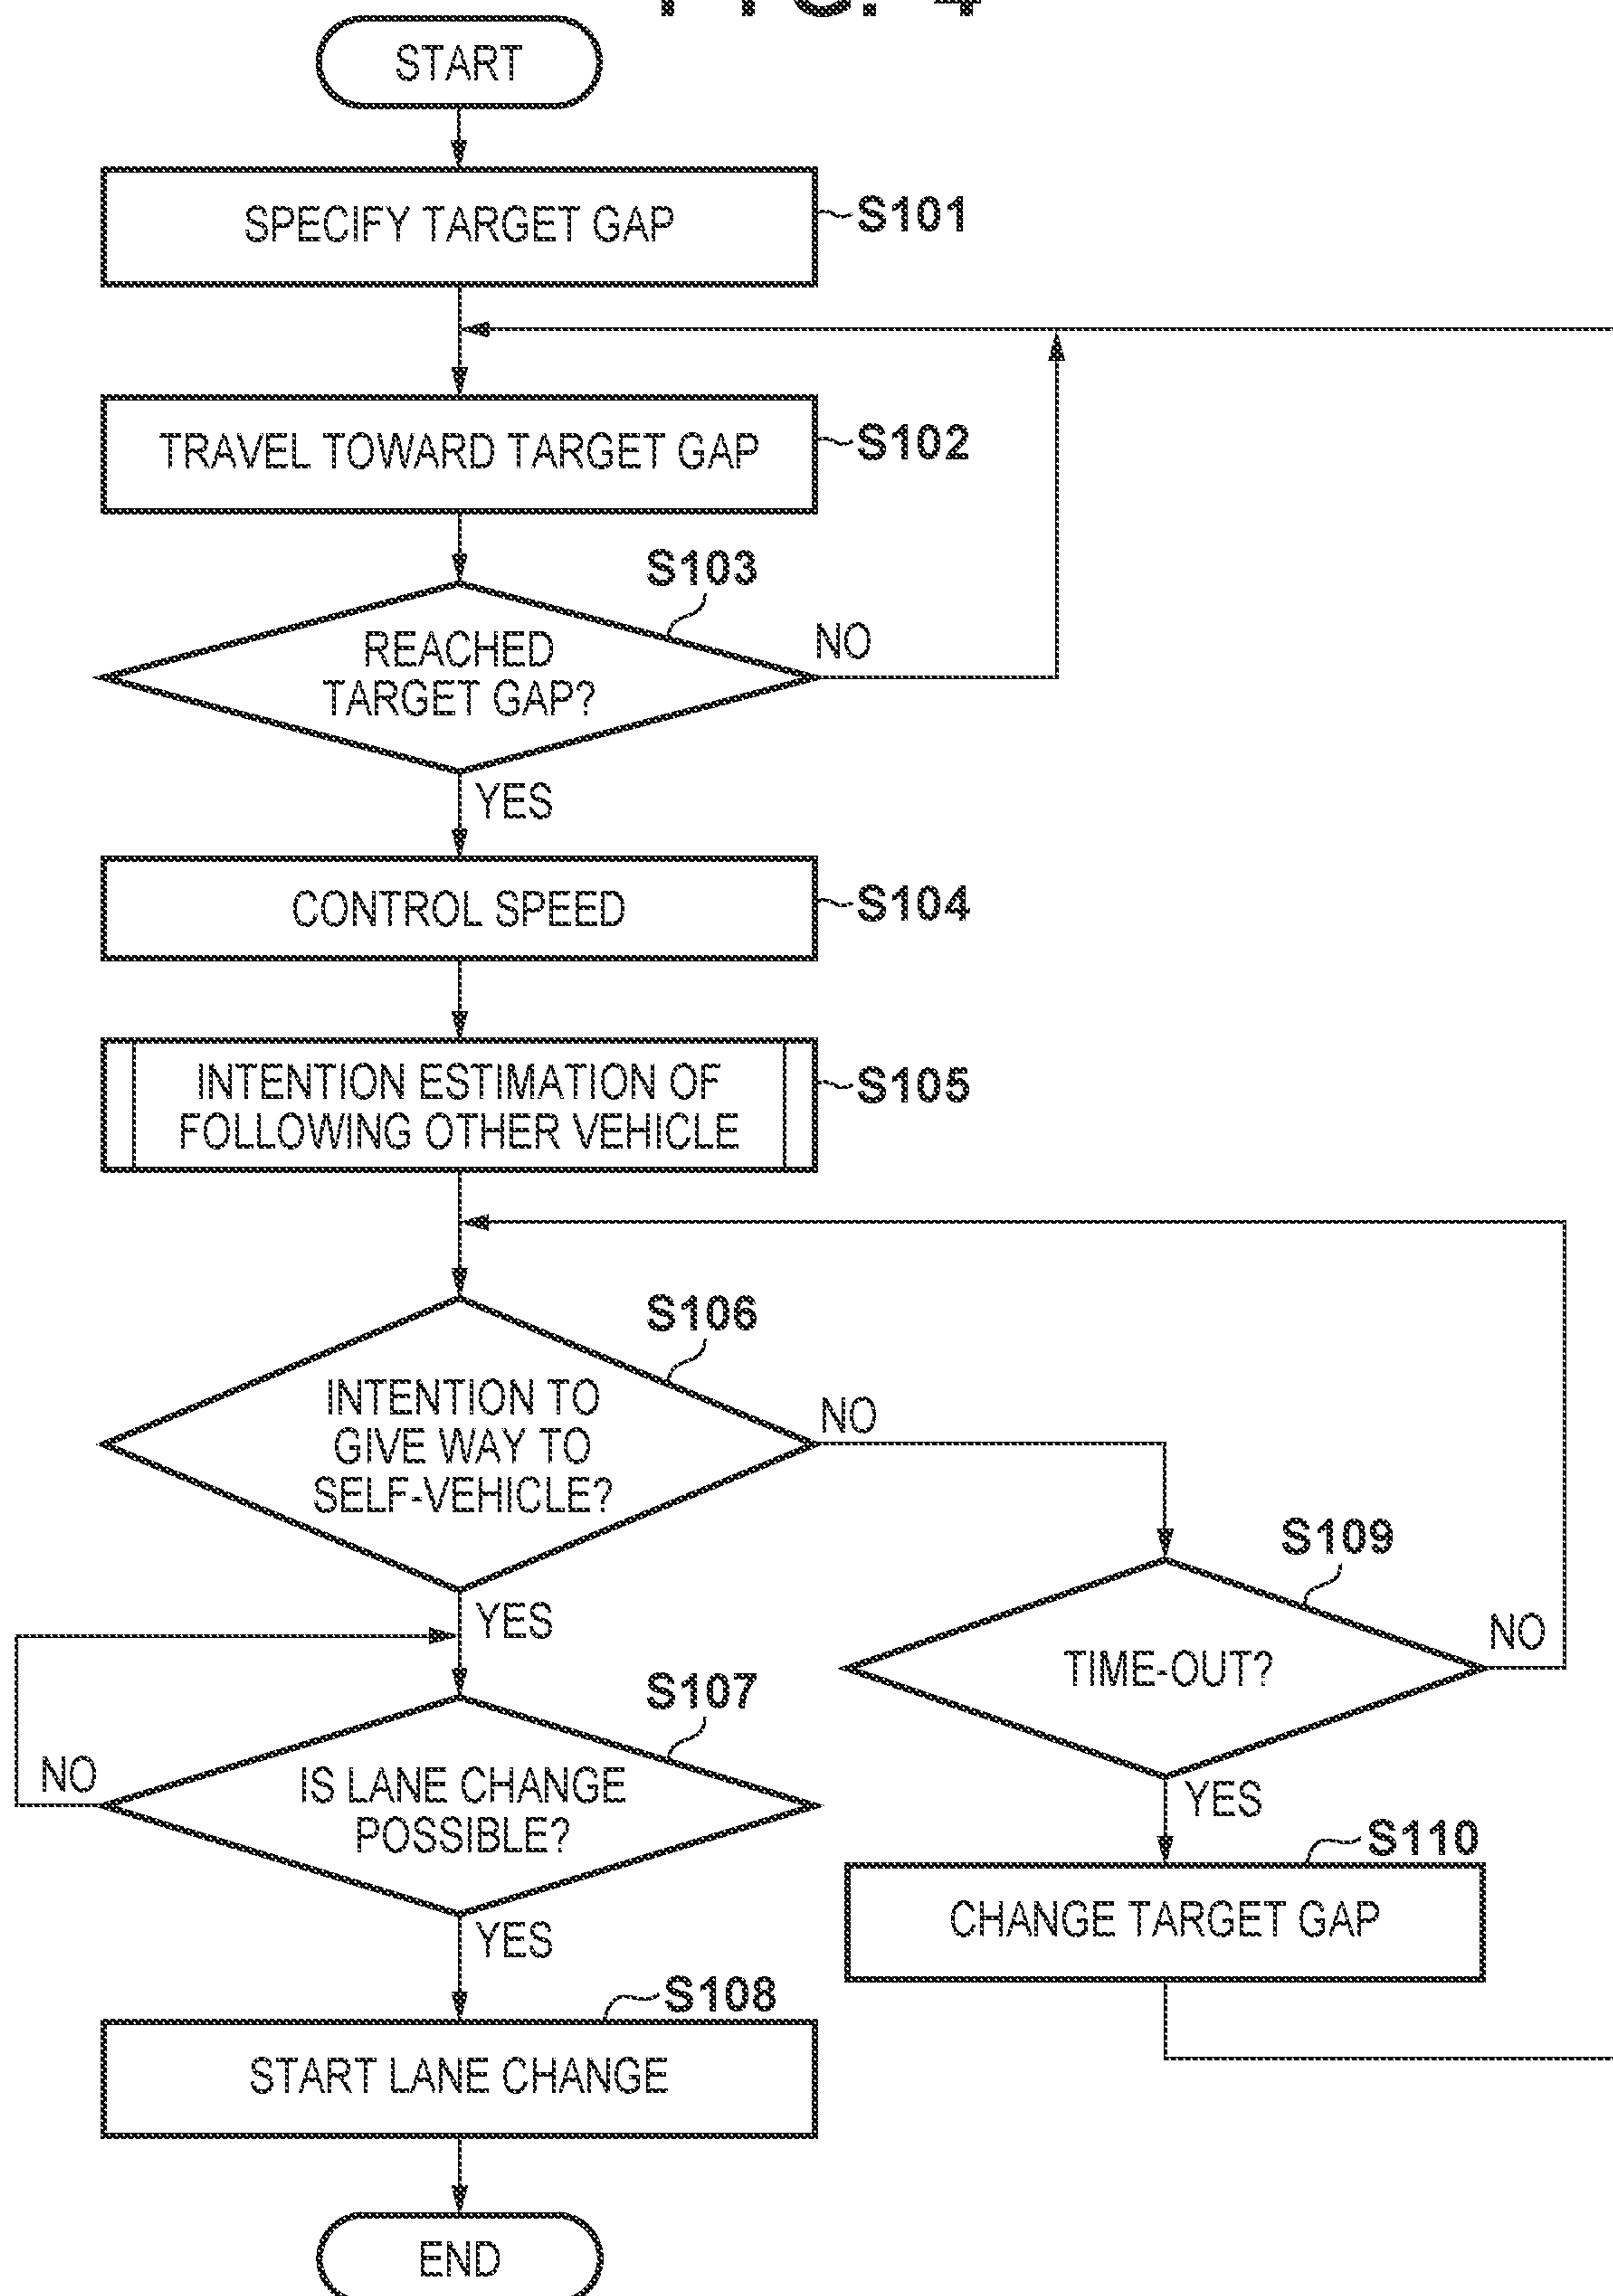 FIG. 4
START
SPECIFY TARGET GAP
S101
TRAVEL TOWARD TARGET GAP
S102
S103
REACHED
TARGET GAP?
NO
YES
CONTROL SPEED
S104
INTENTION ESTIMATION OF
FOLLOWING OTHER VEHICLE
S105
S106
INTENTION TO
GIVE WAY TO
SELF-VEHICLE?
NO
YES
S109
TIME-OUT?
NO
YES
S107
IS LANE CHANGE
POSSIBLE?
NO
YES
S110
CHANGE TARGET GAP
S108
START LANE CHANGE
END